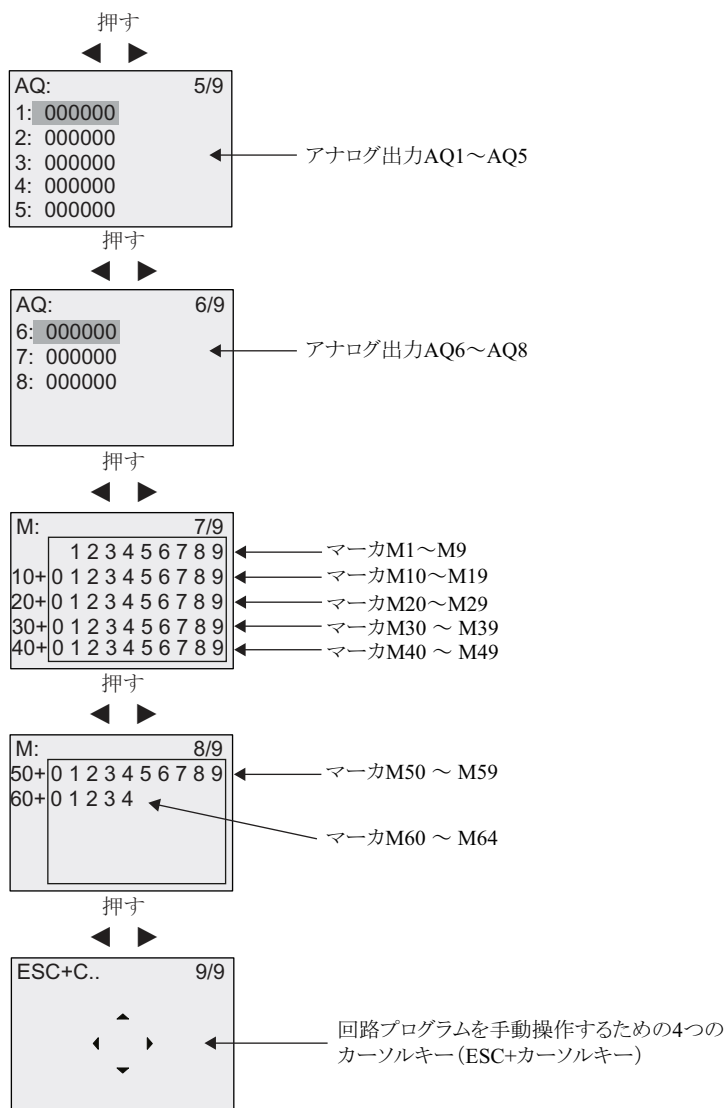 押す
◀ ▶
AQ: 5/9
1: 000000
2: 000000
3: 000000
4: 000000
5: 000000
アナログ出力AQ1～AQ5
押す
◀ ▶
AQ: 6/9
6: 000000
7: 000000
8: 000000
アナログ出力AQ6～AQ8
押す
◀ ▶
M: 7/9
1 2 3 4 5 6 7 8 9 マーカM1～M9
10+ 0 1 2 3 4 5 6 7 8 9 マーカM10～M19
20+ 0 1 2 3 4 5 6 7 8 9 マーカM20～M29
30+ 0 1 2 3 4 5 6 7 8 9 マーカM30 ～ M39
40+ 0 1 2 3 4 5 6 7 8 9 マーカM40 ～ M49
押す
◀ ▶
M: 8/9
50+ 0 1 2 3 4 5 6 7 8 9 マーカM50 ～ M59
60+ 0 1 2 3 4
マーカM60 ～ M64
押す
◀ ▶
ESC+C.. 9/9
回路プログラムを手動操作するための4つの
カーソルキー（ESC+カーソルキー）